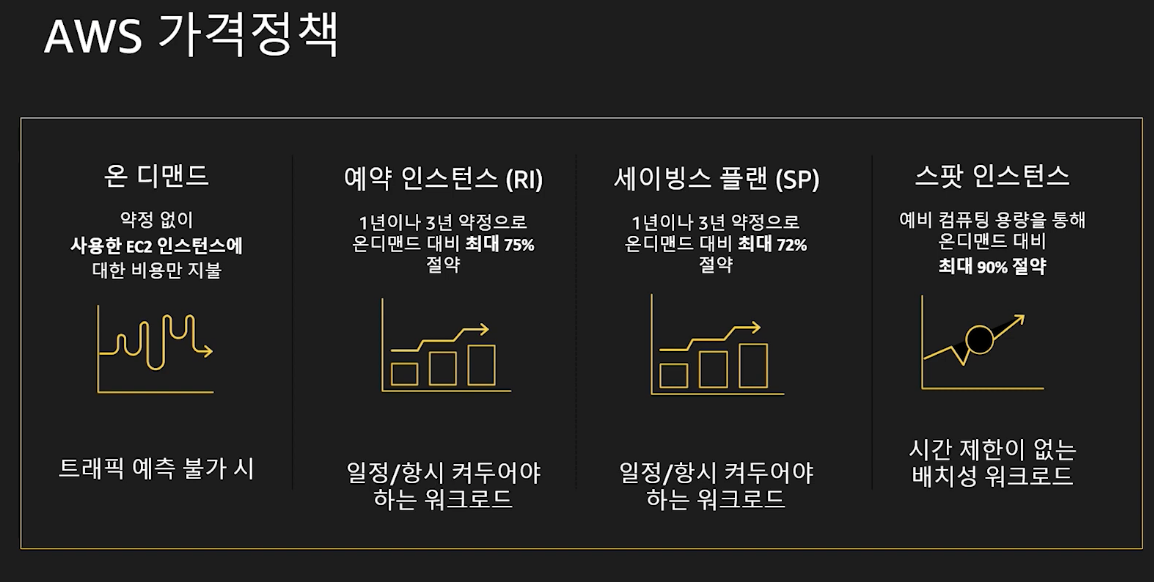 AWS 가격정책
온 디맨드
약정 없이
사용한 EC2 인스턴스에
대한 비용만 지불
트래픽 예측 불가 시
예약 인스턴스 (RI)
1년이나 3년 약정으로
온디맨드 대비 최대 75%
절약
일정/항시 켜두어야
하는 워크로드
세이빙스 플랜 (SP)
1년이나 3년 약정으로
온디맨드 대비 최대 72%
절약
일정/항시 켜두어야
하는 워크로드
스팟 인스턴스
예비 컴퓨팅 용량을 통해
온디맨드 대비
최대 90% 절약
시간 제한이 없는
배치성 워크로드